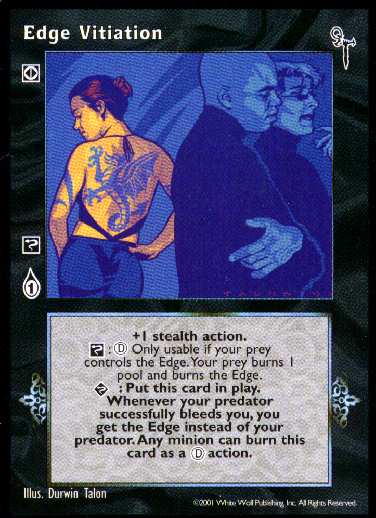 Edge Vitiation
1
+1 stealth action.
: D Only usable if your prey
controls the Edge. Your prey burns 1
pool and burns the Edge.
: Put this card in play.
Whenever your predator
successfully bleeds you, you
get the Edge instead of your
predator. Any minion can burn this
card as a D action.
Illus. Durwin Talon
©2001 White Wolf Publishing, Inc. All Rights Reserved.